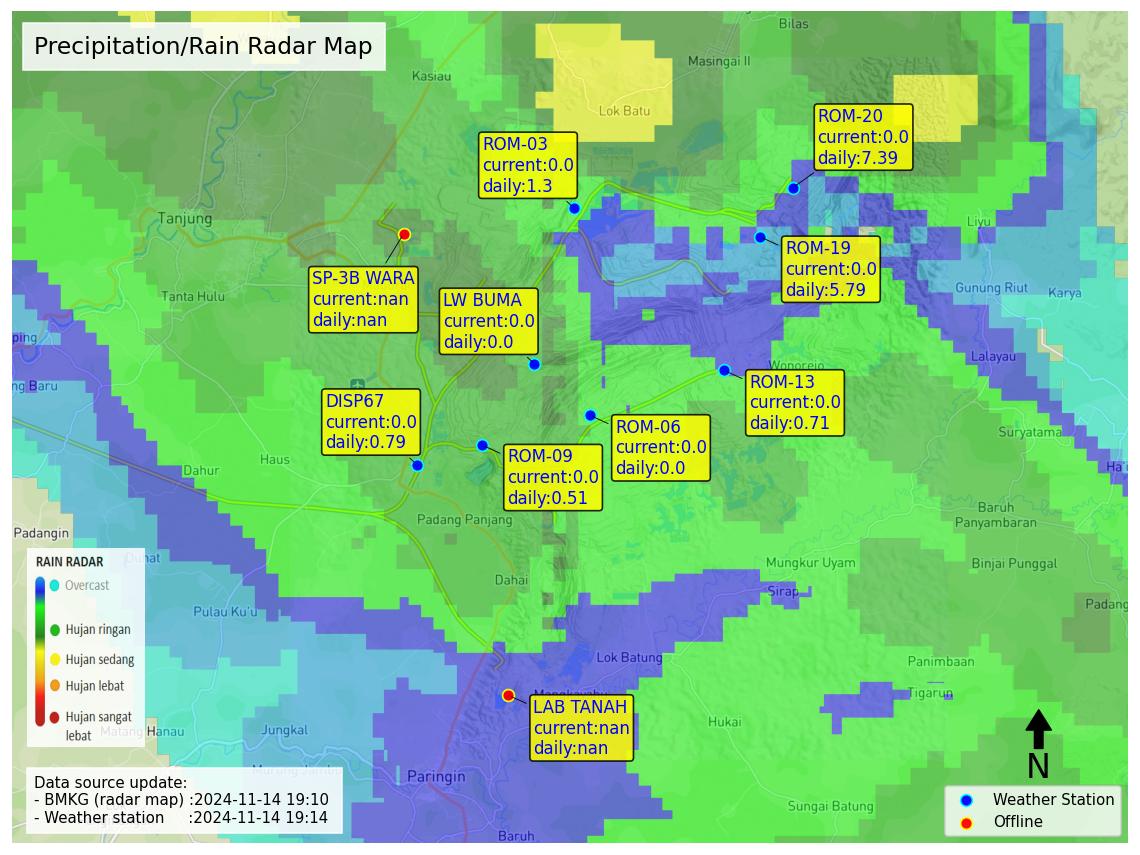 Precipitation/Rain Radar Map
Bilas
Masingai II
Kasiau
Lok Batu
ROM-20
current:0.0
daily:7.39
ROM-03
current:0.0
daily:1.3
Tanjung
Liyu
ROM-19
current:0.0
daily:5.79
SP-3B WARA
current:nan
daily:nan
Tanta Hulu
LW BUMA
current:0.0
daily:0.0
Gunung Riut
Karya
ping
Lalayau
Wonorejo
ng Baru
ROM-13
current:0.0
daily:0.71
DISP67
current:0.0
daily:0.79
ROM-06
current:0.0
daily:0.0
Suryatama
ROM-09
current:0.0
daily:0.51
Haus
Dahur
Ha
Baruh
Panyambaran
Padang Panjang
Padangin
Mungkur Uyam
Binjai Punggal
RAIN RADAR
Overcast
Hujan ringan
Hujan sedang
Hujan lebat
Hujan sangat
lebat
Dahai
Sirap
Padang
Pulau Ku'u
Lok Batung
Panimbaan
Tigarun
LAB TANAH
current:nan
daily:nan
Hukai
Matang Hanau
Jungkal
Paringin
Sungai Batung
Baruh
Data source update:
- BMKG (radar map) :2024-11-14 19:10
- Weather station :2024-11-14 19:14
N
Weather Station
Offline